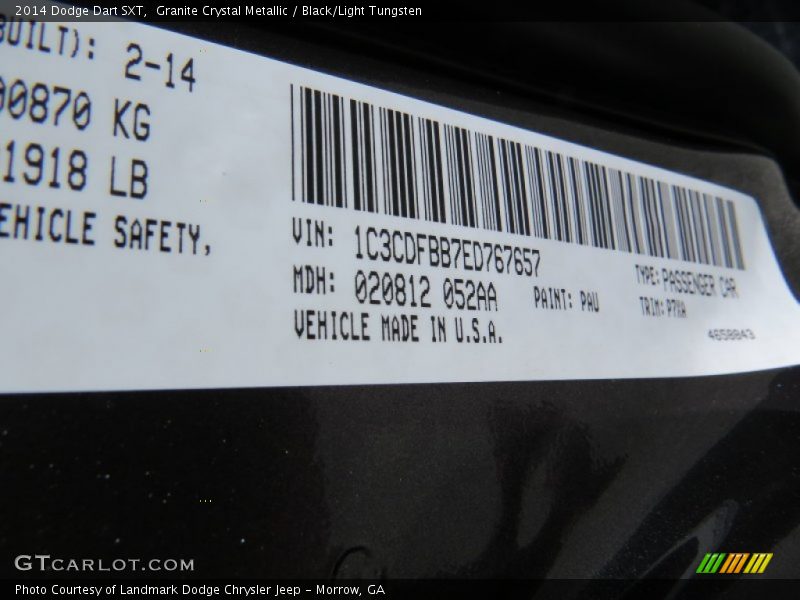 2014 Dodge Dart SXT,  Granite Crystal Metallic / Black/Light Tungsten
BUILT): 2-14
00870 KG
1918 LB
EHICLE SAFETY,
VIN: 1C3CDFBB7ED767657
MDH: 020812 052AA
PAINT: PAU
TYPE: PASSENGER CAR
TRIM: P7XA
VEHICLE MADE IN U.S.A.
4658843
GTCARLOT.COM
Photo Courtesy of Landmark Dodge Chrysler Jeep – Morrow, GA